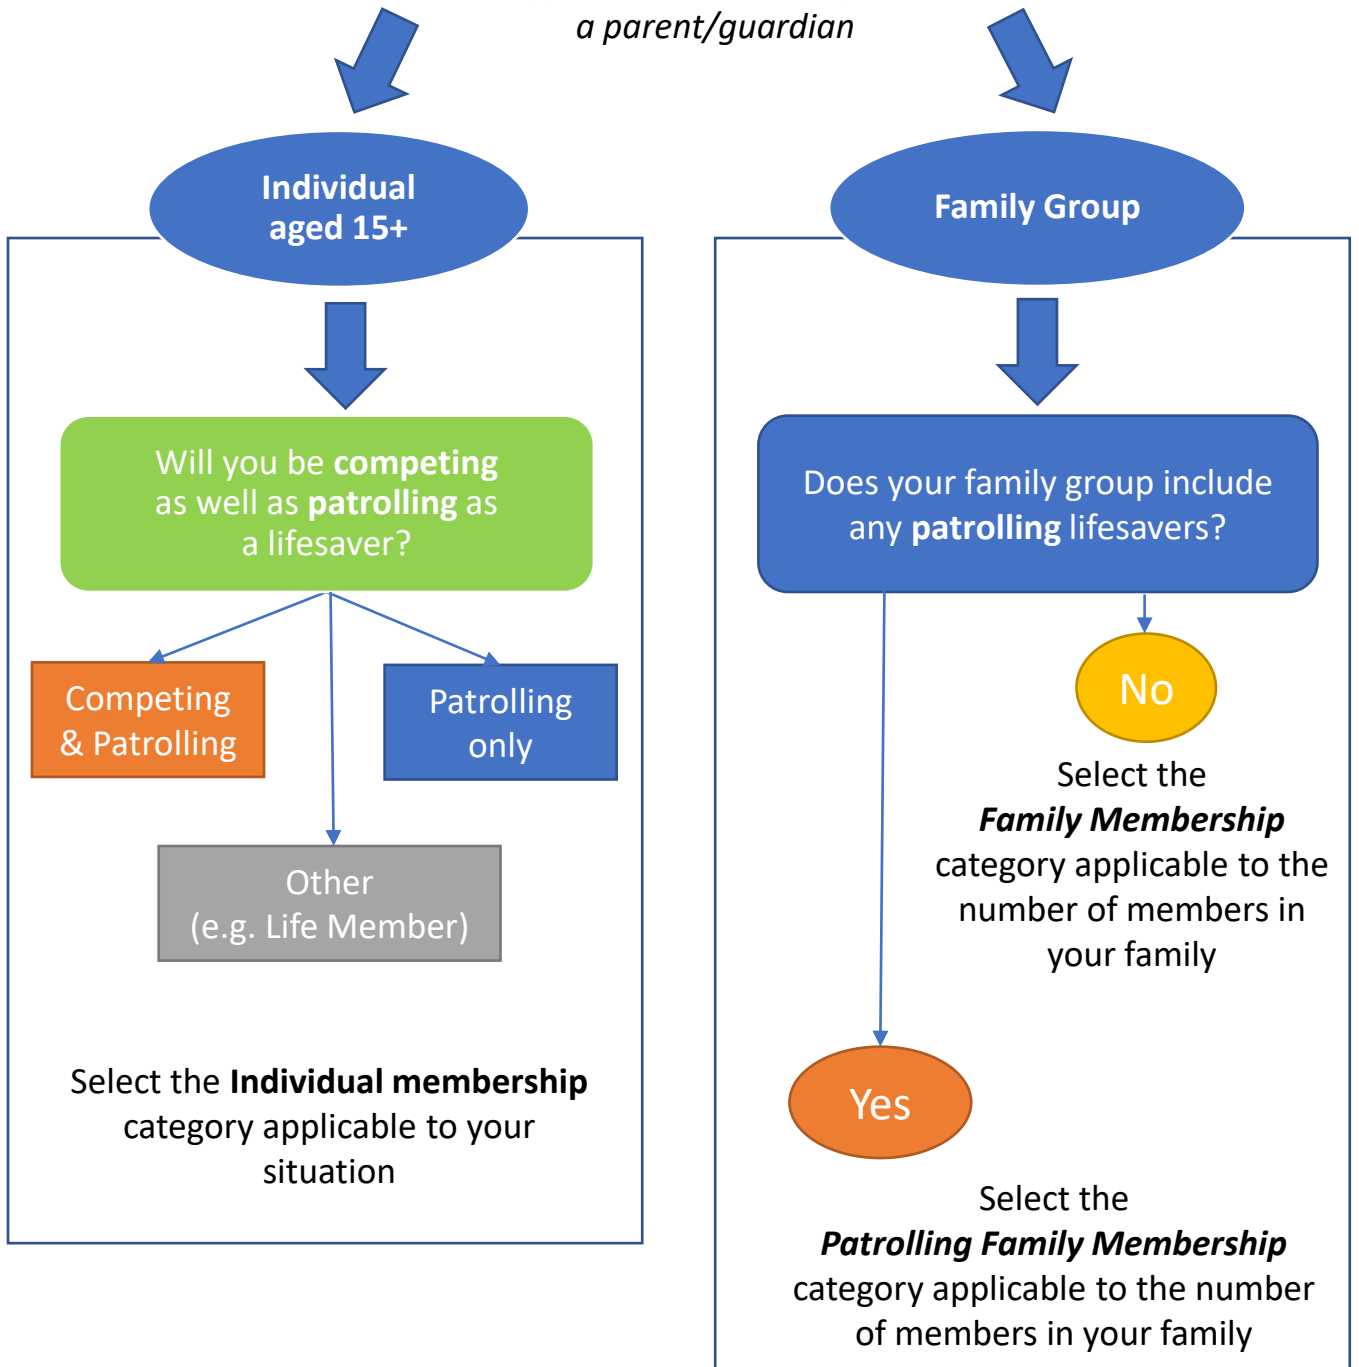 a parent/guardian
Individual
aged 15+
Will you be competing
as well as patrolling as
a lifesaver?
Competing
& Patrolling
Patrolling
only
Other
(e.g. Life Member)
Select the Individual membership
category applicable to your
situation
Family Group
Does your family group include
any patrolling lifesavers?
No
Select the
Family Membership
category applicable to the
number of members in
your family
Yes
Select the
Patrolling Family Membership
category applicable to the number
of members in your family